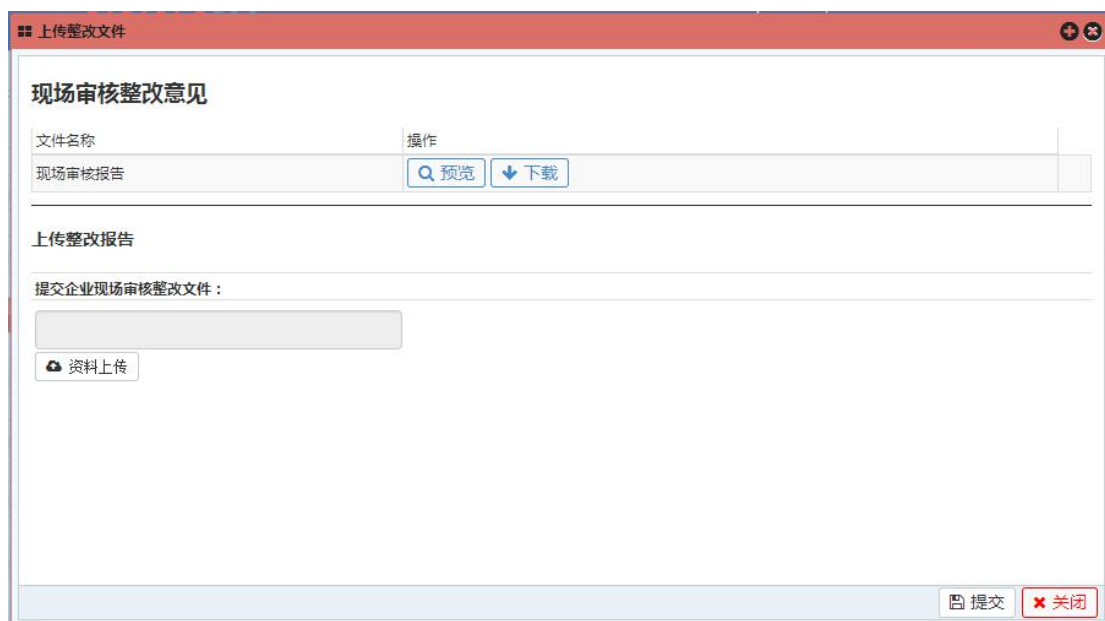 上传整改文件
现场审核整改意见
文件名称 操作
现场审核报告 预览 下载
上传整改报告
提交企业现场审核整改文件：
资料上传
提交 关闭